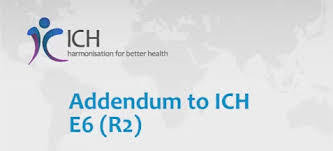 ICH
harmonisation for better health
Addendum to ICH
E6 (R2)